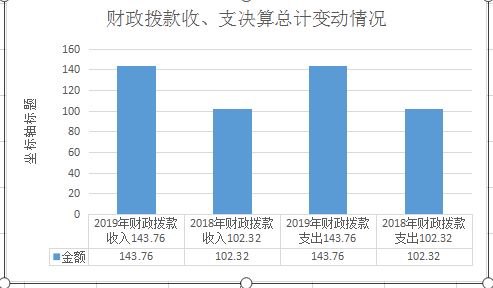 财政拨款收、支决算总计变动情况
坐标轴标题
160
140
120
100
80
60
40
20
0
2019年财政拨款 2018年财政拨款 2019年财政拨款 2018年财政拨款
收入143.76 收入102.32 支出143.76 支出102.32
金额 143.76 102.32 143.76 102.32